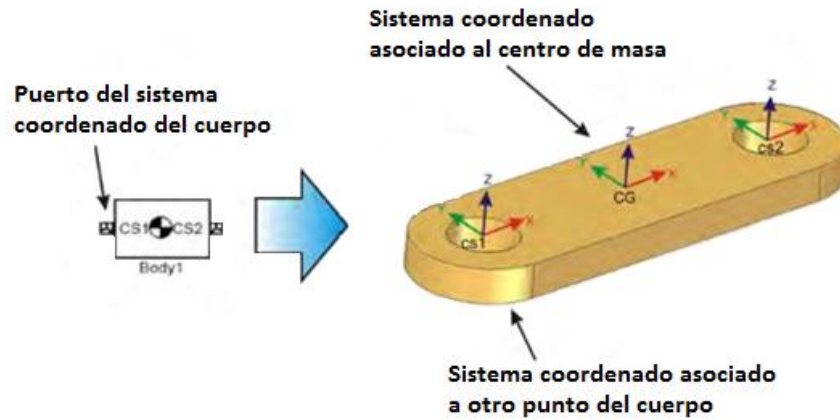 Sistema coordenado
asociado al centro de masa
Puerto del sistema
coordenado del cuerpo
CS1 CS2
Body1
Z
Y
X
cs2
Z
Y
X
CG
Z
Y
X
cs1
Sistema coordenado asociado
a otro punto del cuerpo